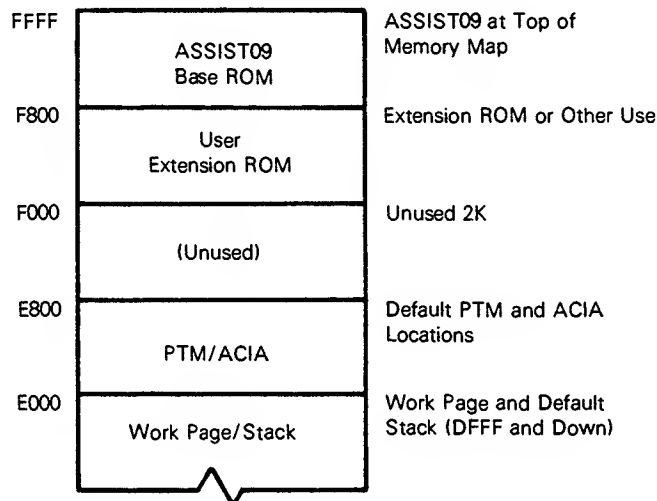 FFFF
ASSIST09 at Top of
Memory Map
ASSIST09
Base ROM
F800
Extension ROM or Other Use
User
Extension ROM
F000
Unused 2K
(Unused)
E800
Default PTM and ACIA
Locations
PTM/ACIA
E000
Work Page and Default
Stack (DFFF and Down)
Work Page/Stack